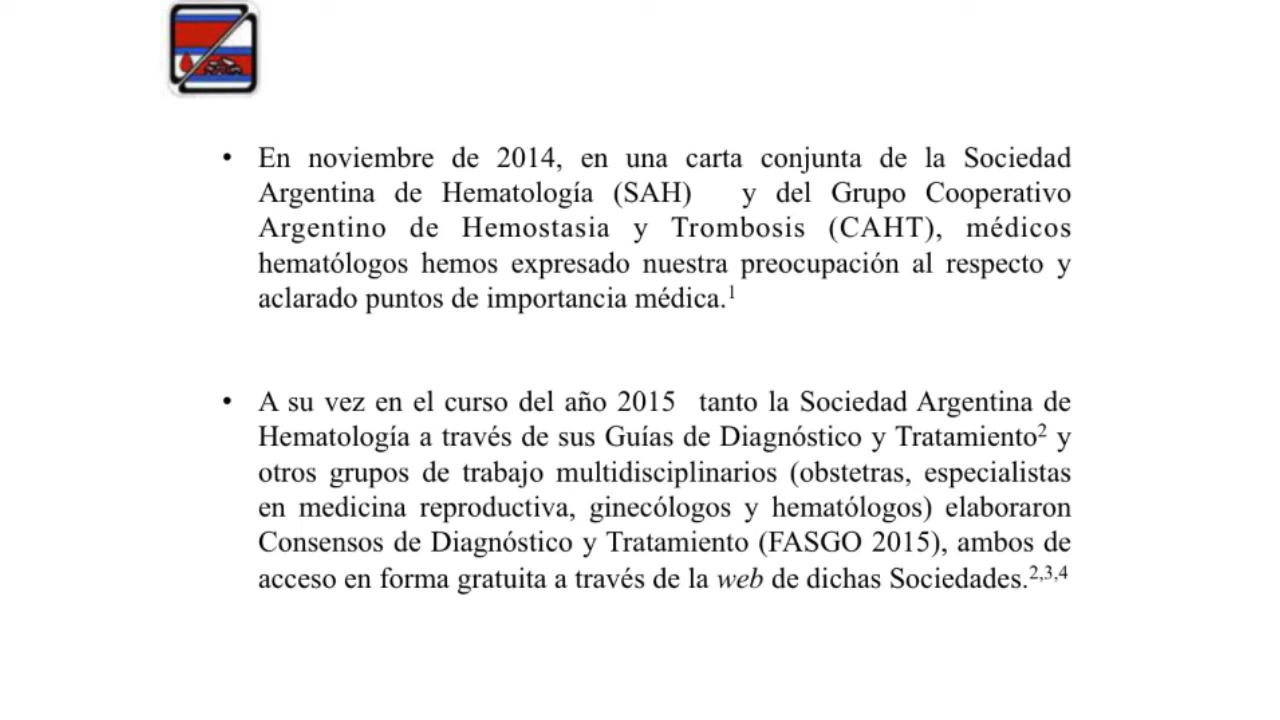 • En noviembre de 2014, en una carta conjunta de la Sociedad
Argentina de Hematología (SAH) y del Grupo Cooperativo
Argentino de Hemostasia y Trombosis (CAHT), médicos
hematólogos hemos expresado nuestra preocupación al respecto y
aclarado puntos de importancia médica.¹
• A su vez en el curso del año 2015 tanto la Sociedad Argentina de
Hematología a través de sus Guías de Diagnóstico y Tratamiento² y
otros grupos de trabajo multidisciplinarios (obstetras, especialistas
en medicina reproductiva, ginecólogos y hematólogos) elaboraron
Consensos de Diagnóstico y Tratamiento (FASGO 2015), ambos de
acceso en forma gratuita a través de la web de dichas Sociedades.²,³,⁴